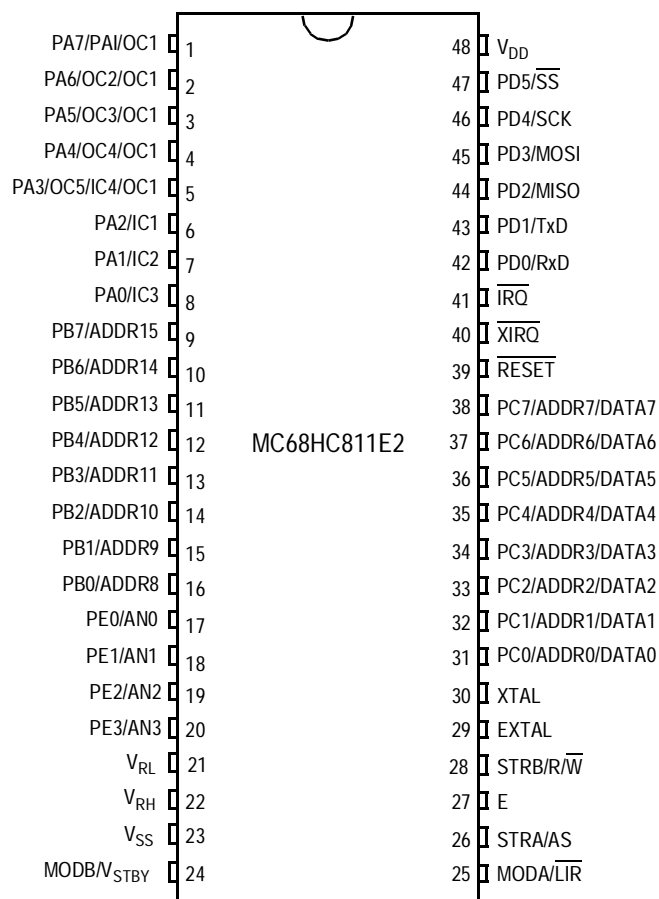 PA7/PAI/OC1 1 48 VDD
PA6/OC2/OC1 2 47 PD5/SS
PA5/OC3/OC1 3 46 PD4/SCK
PA4/OC4/OC1 4 45 PD3/MOSI
PA3/OC5/IC4/OC1 5 44 PD2/MISO
PA2/IC1 6 43 PD1/TxD
PA1/IC2 7 42 PD0/RxD
PA0/IC3 8 41 IRQ
PB7/ADDR15 9 40 XIRQ
PB6/ADDR14 10 39 RESET
PB5/ADDR13 11 38 PC7/ADDR7/DATA7
PB4/ADDR12 12 MC68HC811E2 37 PC6/ADDR6/DATA6
PB3/ADDR11 13 36 PC5/ADDR5/DATA5
PB2/ADDR10 14 35 PC4/ADDR4/DATA4
PB1/ADDR9 15 34 PC3/ADDR3/DATA3
PB0/ADDR8 16 33 PC2/ADDR2/DATA2
PE0/AN0 17 32 PC1/ADDR1/DATA1
PE1/AN1 18 31 PC0/ADDR0/DATA0
PE2/AN2 19 30 XTAL
PE3/AN3 20 29 EXTAL
VRL 21 28 STRB/R/W
VRH 22 27 E
VSS 23 26 STRA/AS
MODB/VSTBY 24 25 MODA/LIR